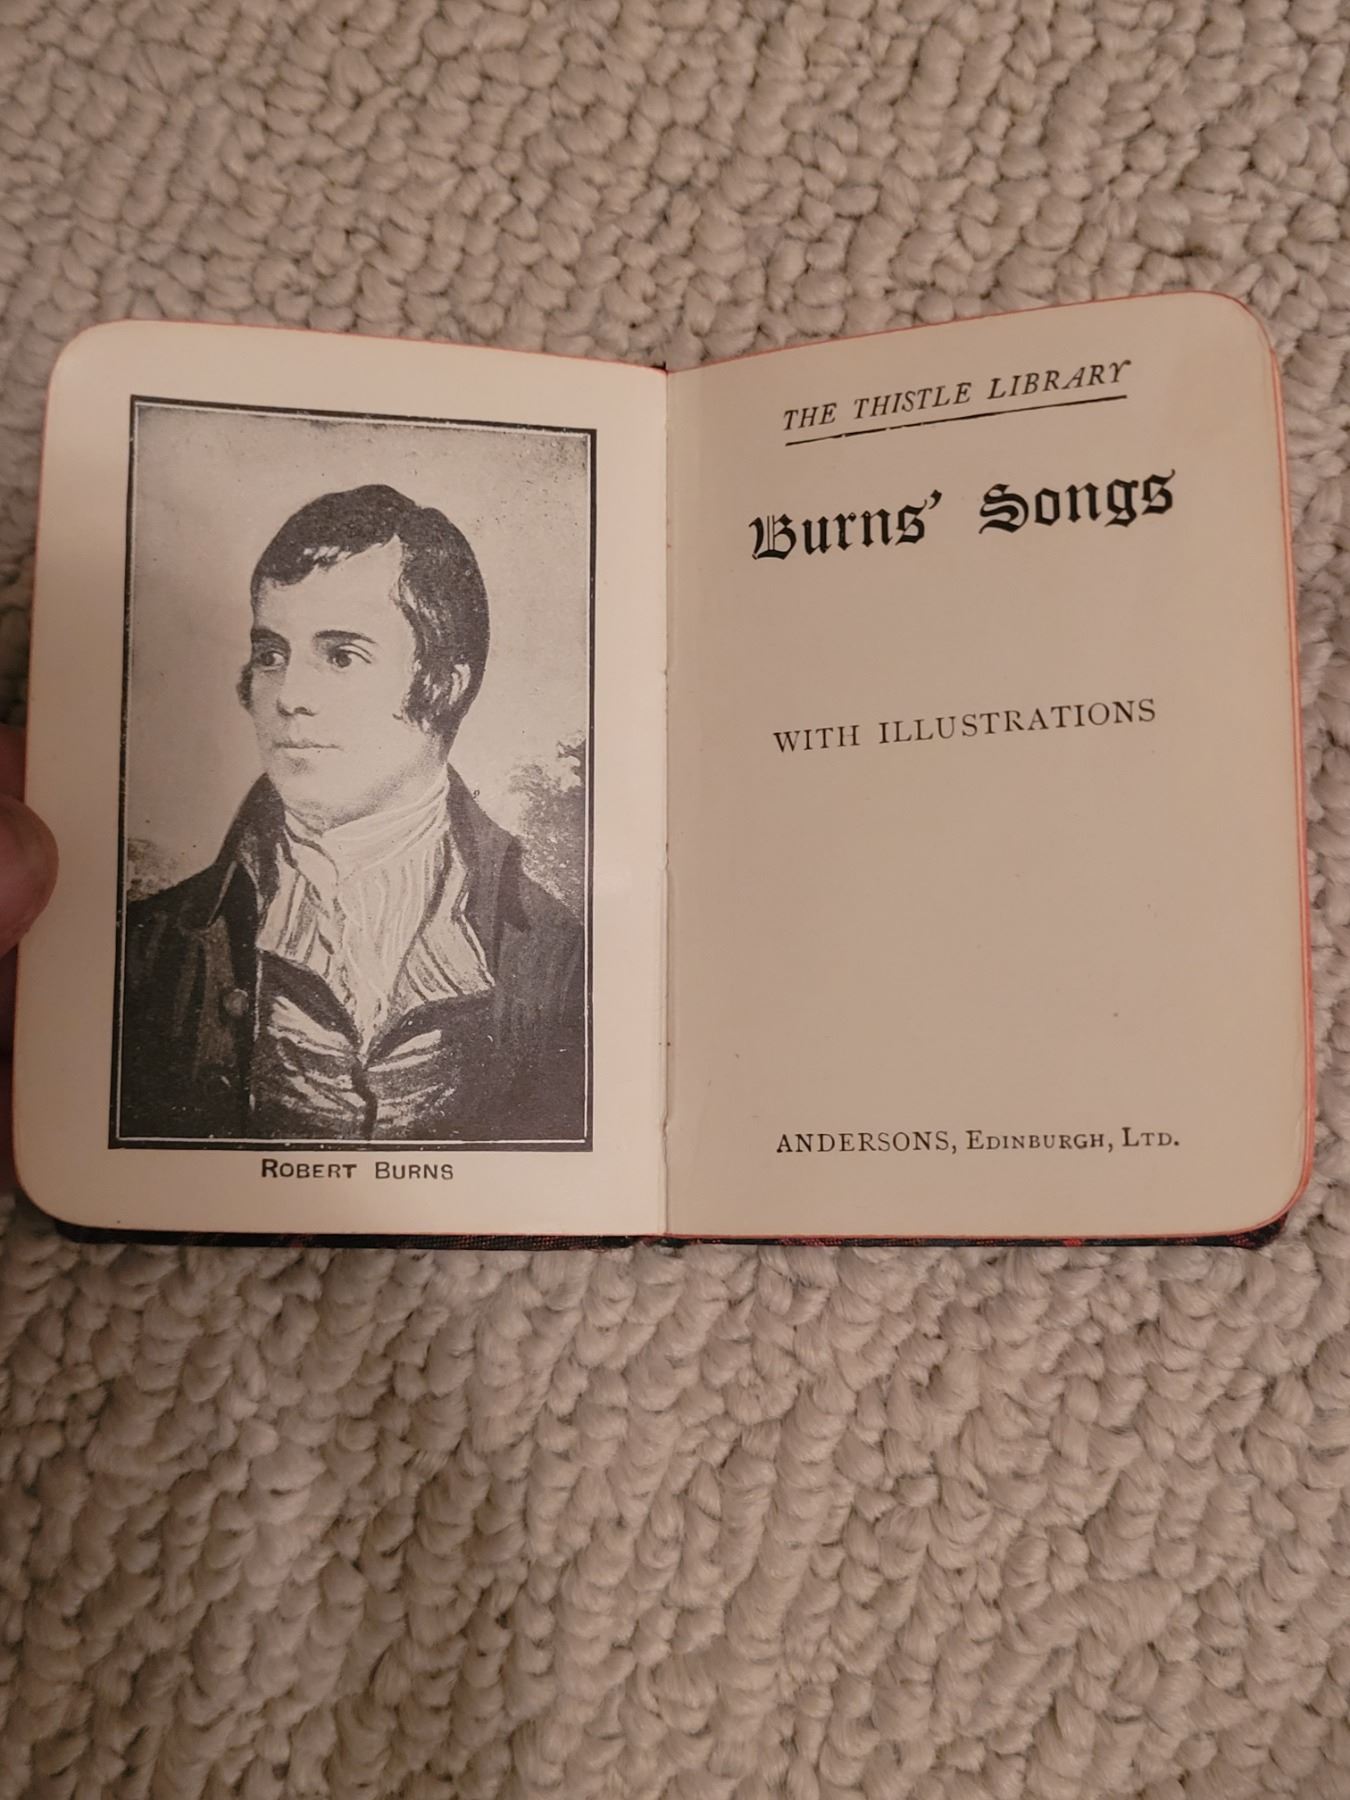 ROBERT BURNS
THE THISTLE LIBRARY
Burns' Songs
WITH ILLUSTRATIONS
ANDERSONS, EDINBURGH, LTD.